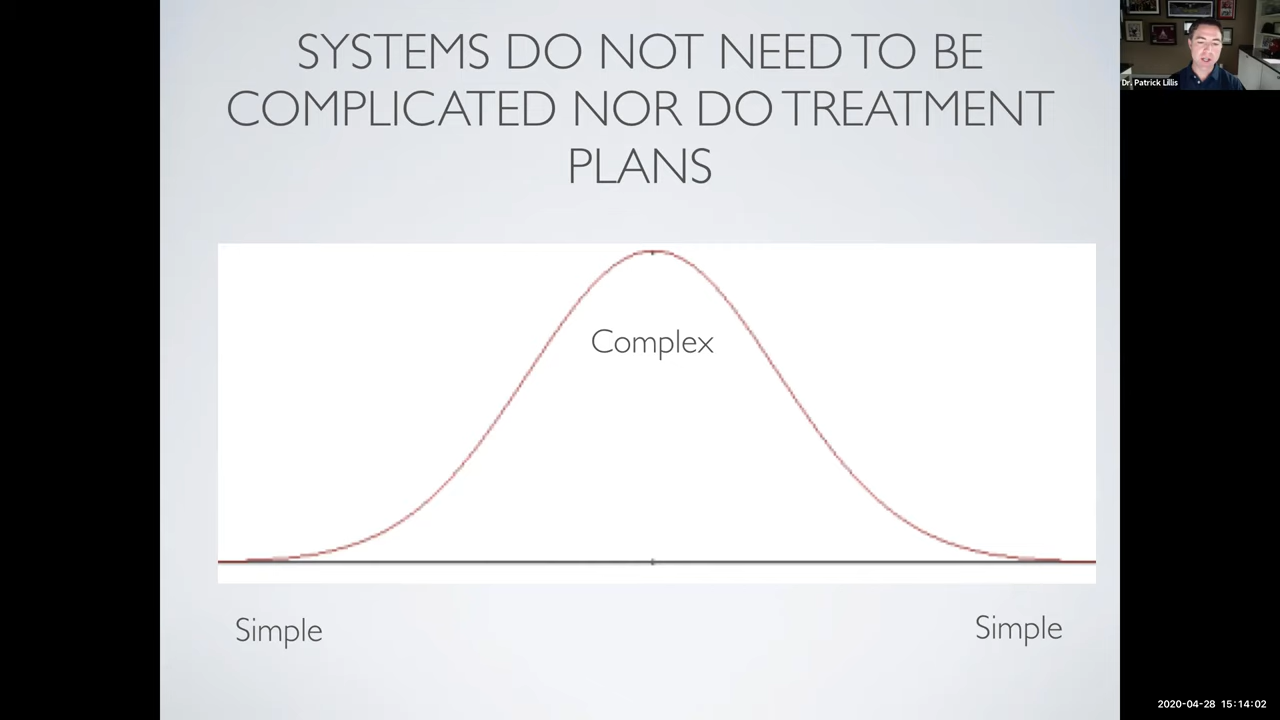 SYSTEMS DO NOT NEED TO BE
COMPLICATED NOR DO TREATMENT
PLANS
Dr. Patrick Lillis
Complex
Simple
Simple
2020-04-28 15:14:02